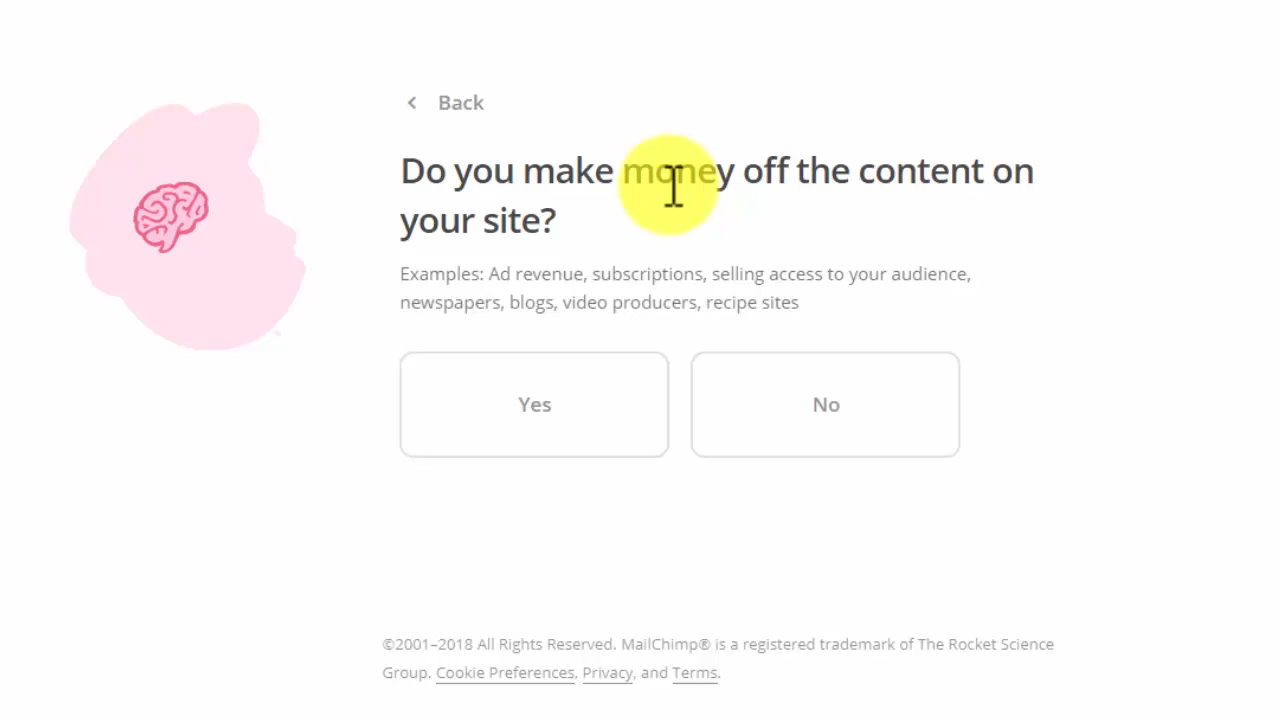 Back
Do you make money off the content on
your site?
Examples: Ad revenue, subscriptions, selling access to your audience,
newspapers, blogs, video producers, recipe sites
Yes
No
©2001–2018 All Rights Reserved. MailChimp® is a registered trademark of The Rocket Science
Group. Cookie Preferences, Privacy, and Terms.